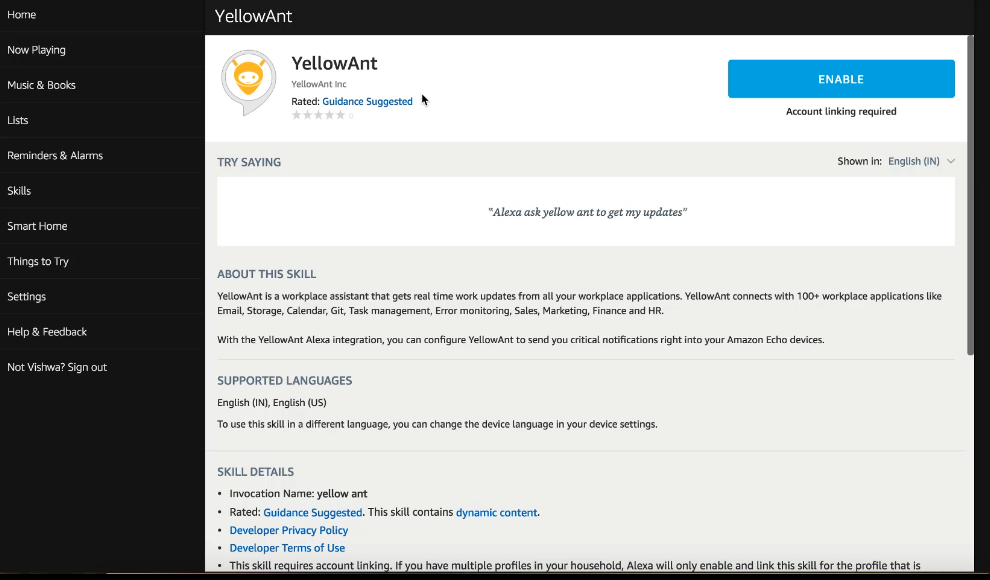 Home
Now Playing
Music & Books
Lists
Reminders & Alarms
Skills
Smart Home
Things to Try
Settings
Help & Feedback
Not Vishwa? Sign out
YellowAnt
YellowAnt
YellowAnt Inc
Rated: Guidance Suggested
0
ENABLE
Account linking required
TRY SAYING
Shown in: English (IN)
"Alexa ask yellow ant to get my updates"
ABOUT THIS SKILL
YellowAnt is a workplace assistant that gets real time work updates from all your workplace applications. YellowAnt connects with 100+ workplace applications like
Email, Storage, Calendar, Git, Task management, Error monitoring, Sales, Marketing, Finance and HR.
With the YellowAnt Alexa integration, you can configure YellowAnt to send you critical notifications right into your Amazon Echo devices.
SUPPORTED LANGUAGES
English (IN), English (US)
To use this skill in a different language, you can change the device language in your device settings.
SKILL DETAILS
• Invocation Name: yellow ant
• Rated: Guidance Suggested. This skill contains dynamic content.
• Developer Privacy Policy
• Developer Terms of Use
• This skill requires account linking. If you have multiple profiles in your household, Alexa will only enable and link this skill for the profile that is